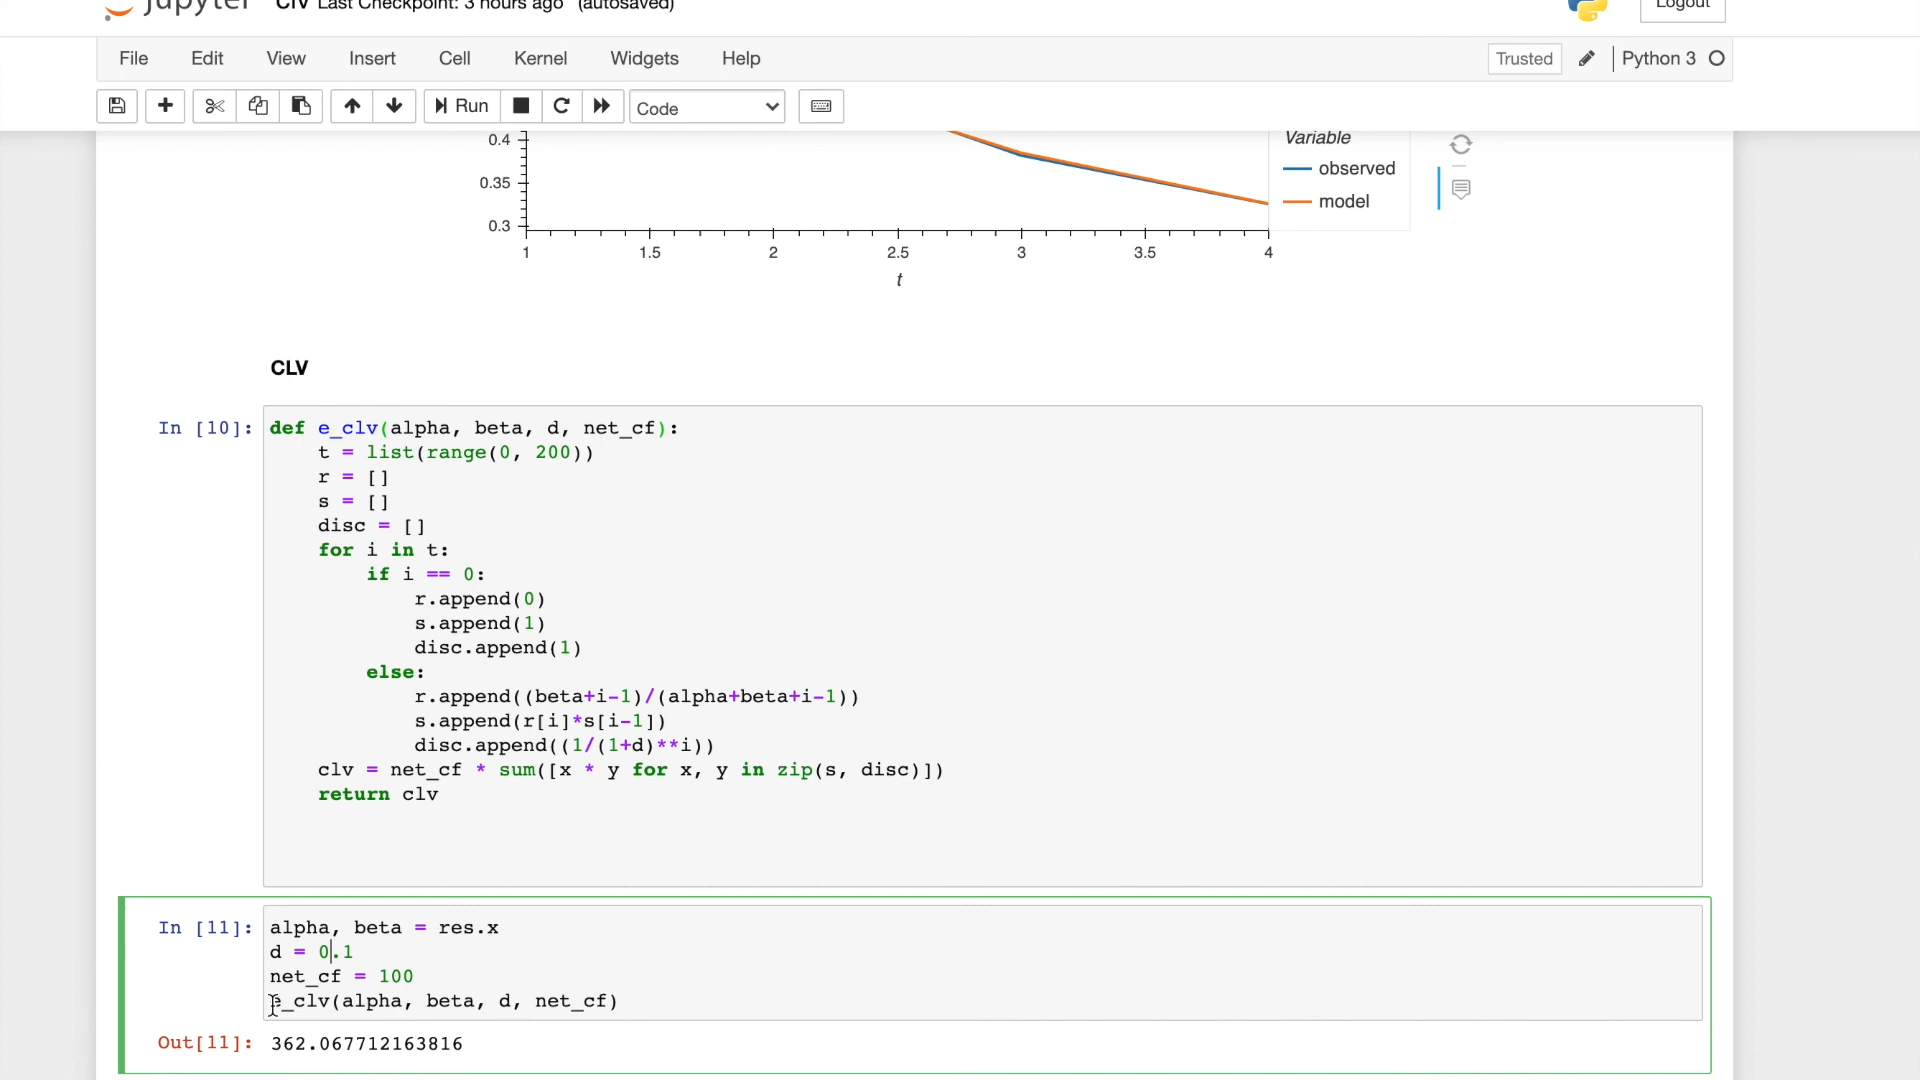 jupyter Clv Last Checkpoint: 3 hours ago (autosaved)
Logout
File Edit View Insert Cell Kernel Widgets Help
Trusted Python 3
Run Code
0.4
0.35
0.3
1 1.5 2 2.5 3 3.5 4
t
Variable
observed
model
CLV
In [10]: def e_clv(alpha, beta, d, net_cf):
    t = list(range(0, 200))
    r = []
    s = []
    disc = []
    for i in t:
        if i == 0:
            r.append(0)
            s.append(1)
            disc.append(1)
        else:
            r.append((beta+i-1)/(alpha+beta+i-1))
            s.append(r[i]*s[i-1])
            disc.append((1/(1+d)**i))
    clv = net_cf * sum([x * y for x, y in zip(s, disc)])
    return clv
In [11]: alpha, beta = res.x
d = 0.1
net_cf = 100
e_clv(alpha, beta, d, net_cf)
Out[11]: 362.067712163816